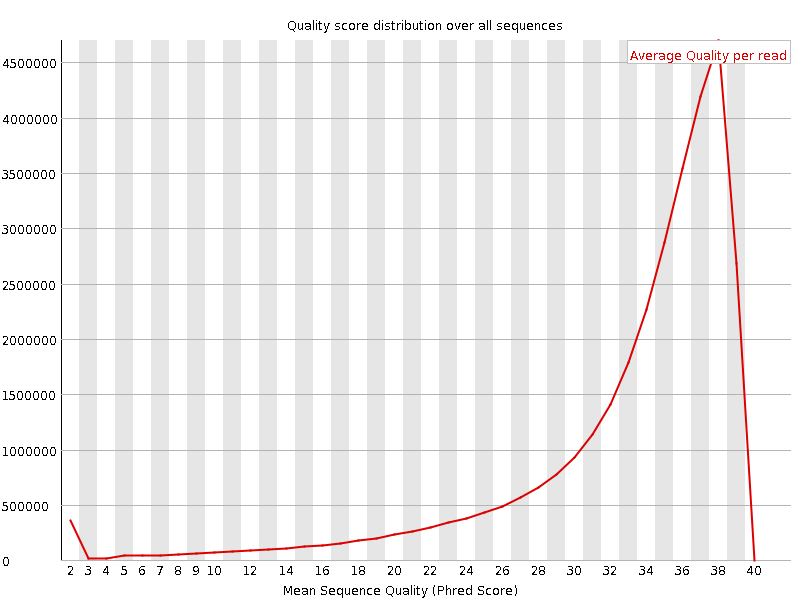 Quality score distribution over all sequences
Average Quality per read
4500000
4000000
3500000
3000000
2500000
2000000
1500000
1000000
500000
0
2 3 4 5 6 7 8 9 10 12 14 16 18 20 22 24 26 28 30 32 34 36 38 40
Mean Sequence Quality (Phred Score)